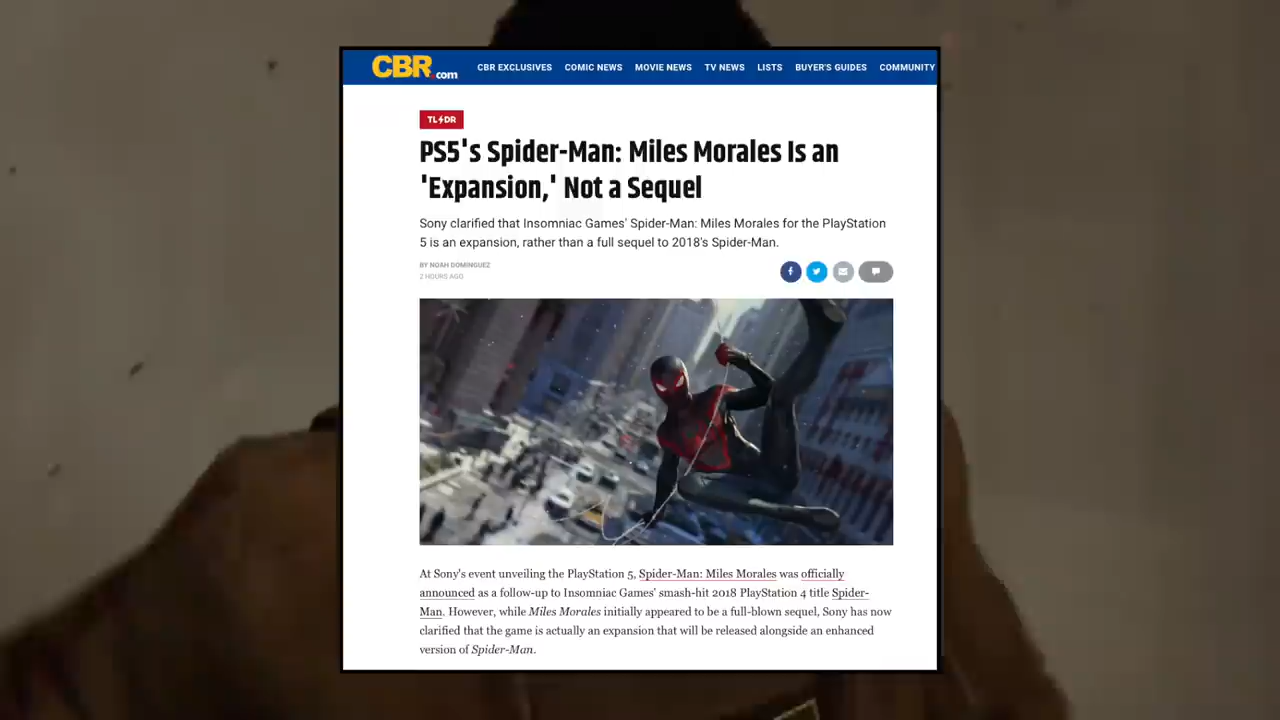 CBR.com CBR EXCLUSIVES COMIC NEWS MOVIE NEWS TV NEWS LISTS BUYER'S GUIDES COMMUNITY
TL DR
PS5's Spider-Man: Miles Morales Is an
'Expansion,' Not a Sequel
Sony clarified that Insomniac Games' Spider-Man: Miles Morales for the PlayStation
5 is an expansion, rather than a full sequel to 2018's Spider-Man.
BY NOAH DOMINGUEZ
2 HOURS AGO
At Sony's event unveiling the PlayStation 5, Spider-Man: Miles Morales was officially
announced as a follow-up to Insomniac Games' smash-hit 2018 PlayStation 4 title Spider-
Man. However, while Miles Morales initially appeared to be a full-blown sequel, Sony has now
clarified that the game is actually an expansion that will be released alongside an enhanced
version of Spider-Man.